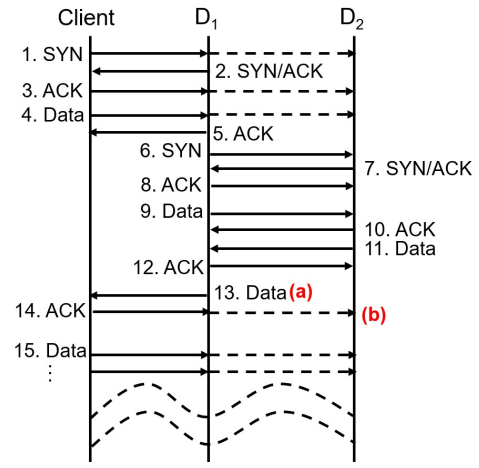 Client D₁ D₂
1. SYN
2. SYN/ACK
3. ACK
4. Data
5. ACK
6. SYN
7. SYN/ACK
8. ACK
9. Data
10. ACK
11. Data
12. ACK
13. Data (a)
14. ACK (b)
15. Data
⋮